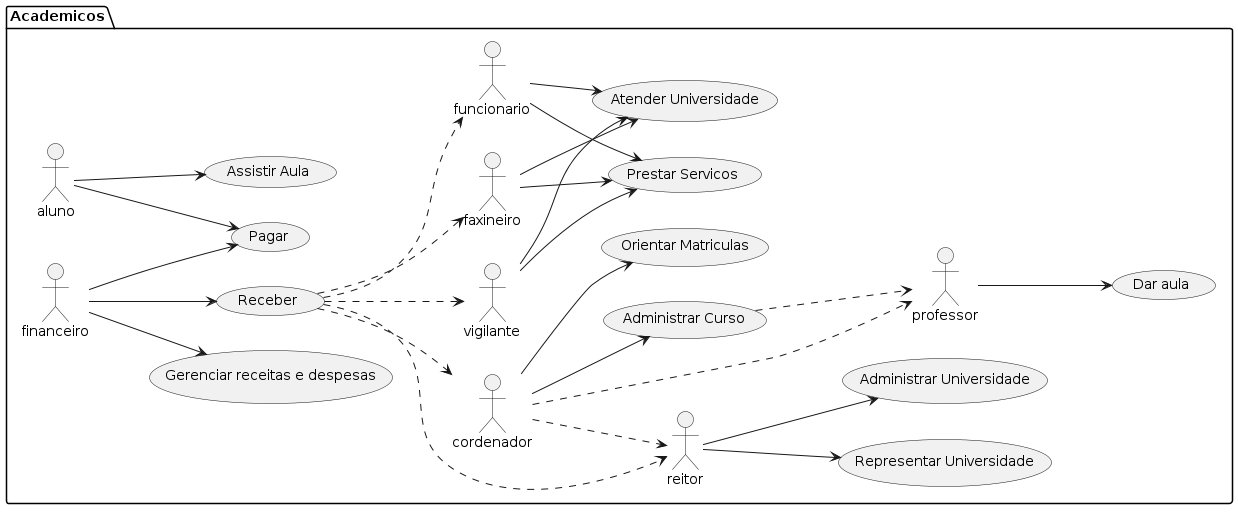 Academicos
funcionario
Atender Universidade
aluno
Assistir Aula
faxineiro
Prestar Servicos
Pagar
Orientar Matriculas
financeiro
Receber
vigilante
Administrar Curso
professor
Dar aula
Gerenciar receitas e despesas
cordenador
Administrar Universidade
reitor
Representar Universidade